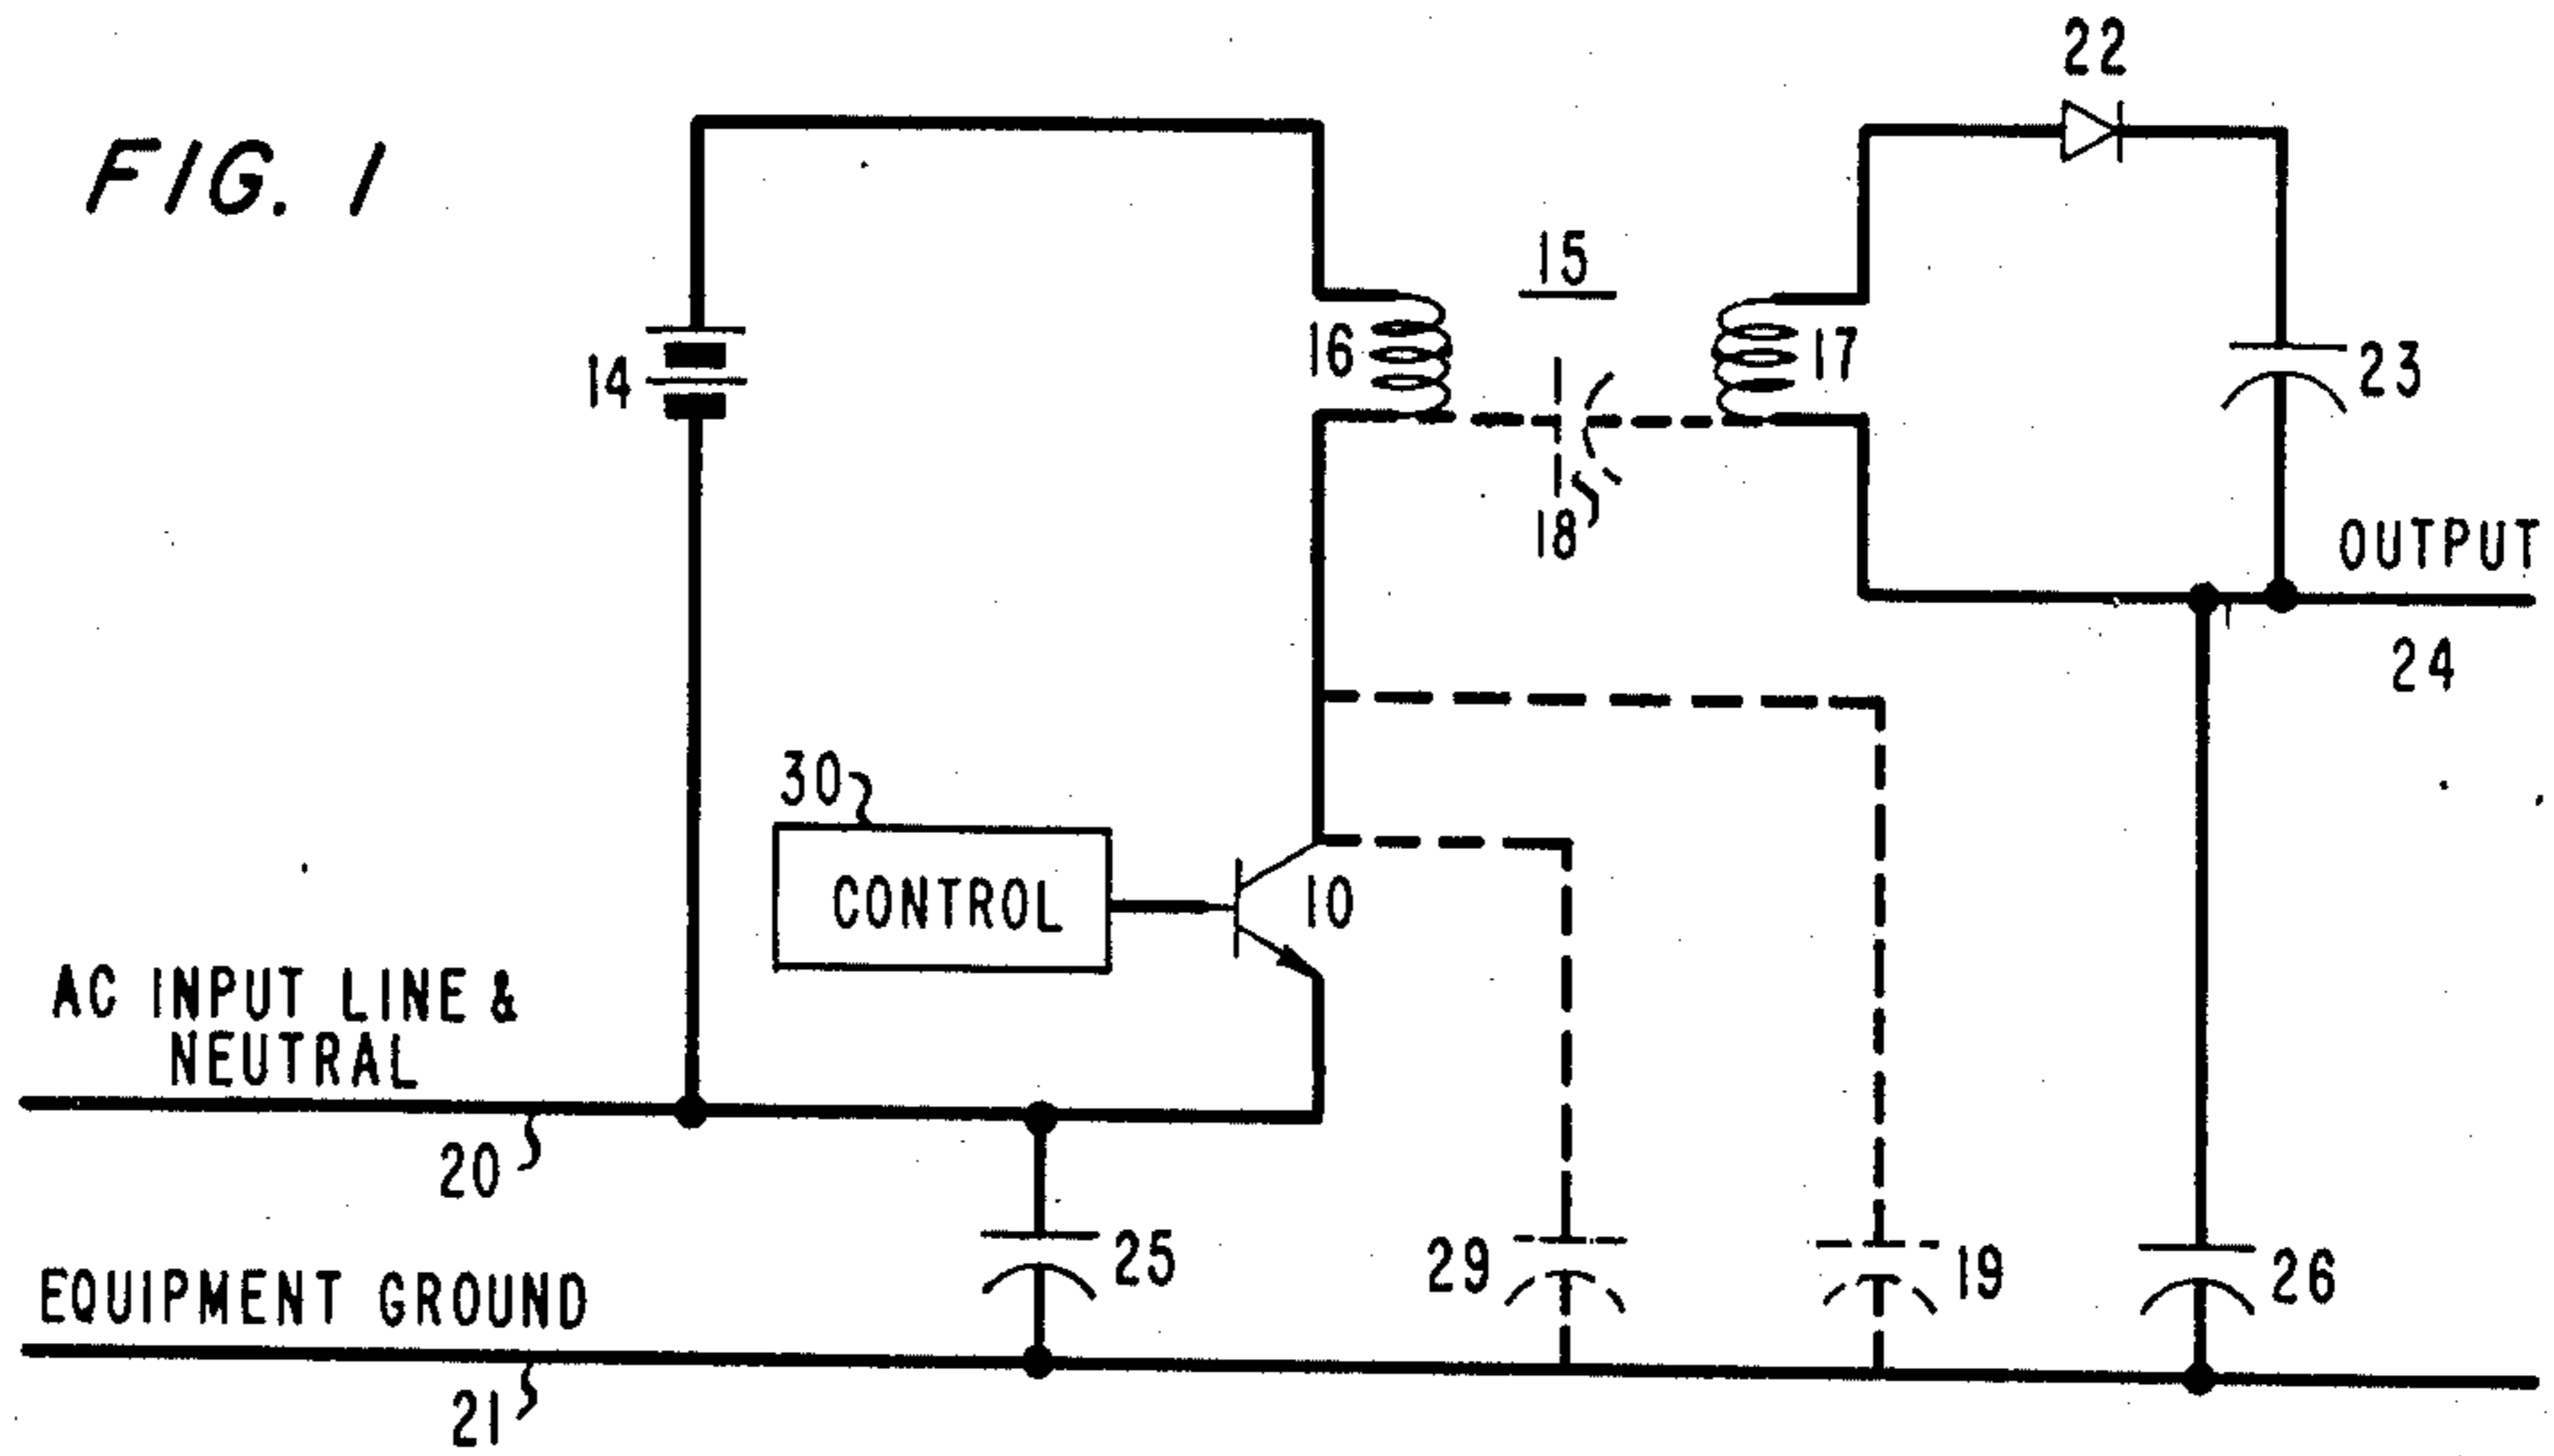 FIG. 1
22
15
14
16
17
23
18
OUTPUT
24
30
CONTROL
10
AC INPUT LINE &
NEUTRAL
20
25
29
19
26
EQUIPMENT GROUND
21